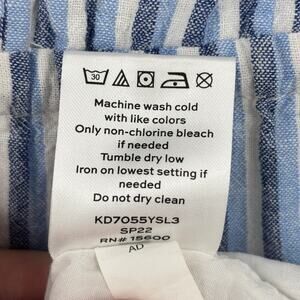 30
Machine wash cold
with like colors
Only non-chlorine bleach
if needed
Tumble dry low
Iron on lowest setting if
needed
Do not dry clean
KD7055YSL3
SP22
RN# 15600
AD